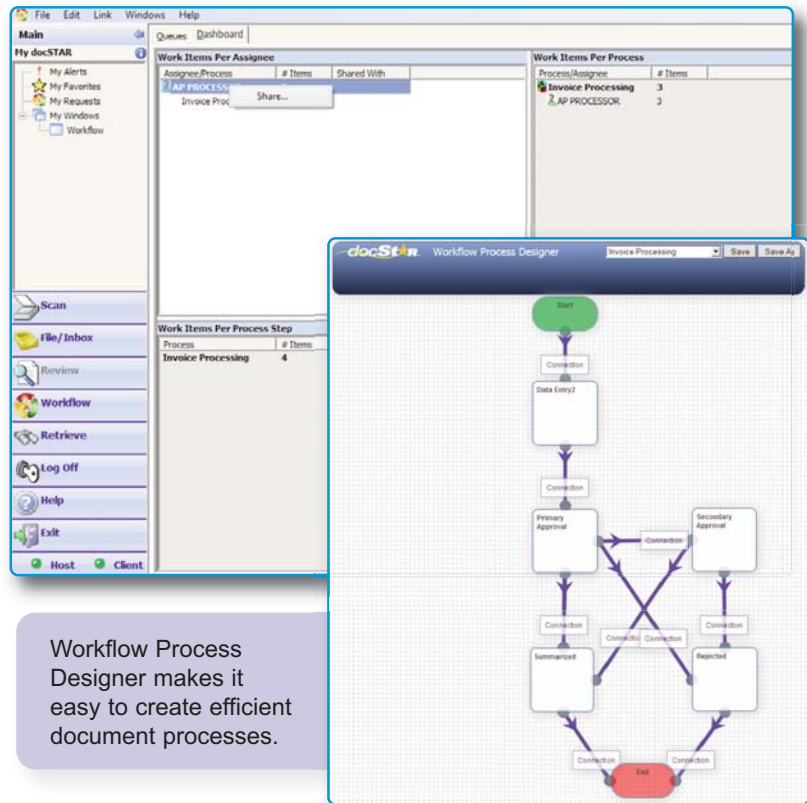 File Edit Link Windows Help
Main
My docSTAR
My Alerts
My Favorites
My Requests
My Windows
Workflow
Scan
File/Inbox
Review
Workflow
Retrieve
Log Off
Help
Exit
Host Client
Queues Dashboard
Work Items Per Assignee
Assignee/Process # Items Shared With
AP PROCESS
Invoice Proc
Share...
Work Items Per Process
Process/Assignee # Items
Invoice Processing 3
AP PROCESSOR 3
Work Items Per Process Step
Process # Items
Invoice Processing 4
docSTAR Workflow Process Designer Invoice Processing Save Save As
Start
Connection
Data Entry2
Connection
Primary
Approval
Connection
Secondary
Approval
Connection
Connectio
Connection
Connection
Summarized
Rejected
Connection
Connection
End
Workflow Process
Designer makes it
easy to create efficient
document processes.